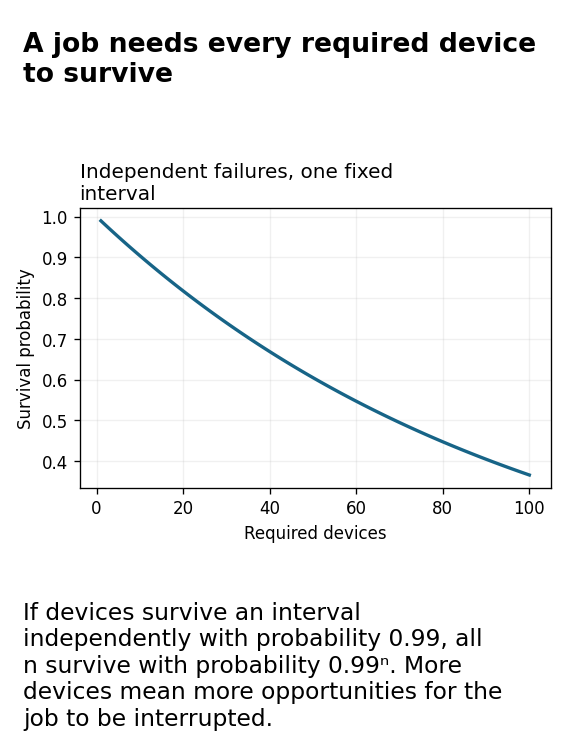 A job needs every required device
to survive
Independent failures, one fixed
interval
1.0
0.9
0.8
0.7
0.6
0.5
0.4
Survival probability
0 20 40 60 80 100
Required devices
If devices survive an interval
independently with probability 0.99, all
n survive with probability 0.99ⁿ. More
devices mean more opportunities for the
job to be interrupted.